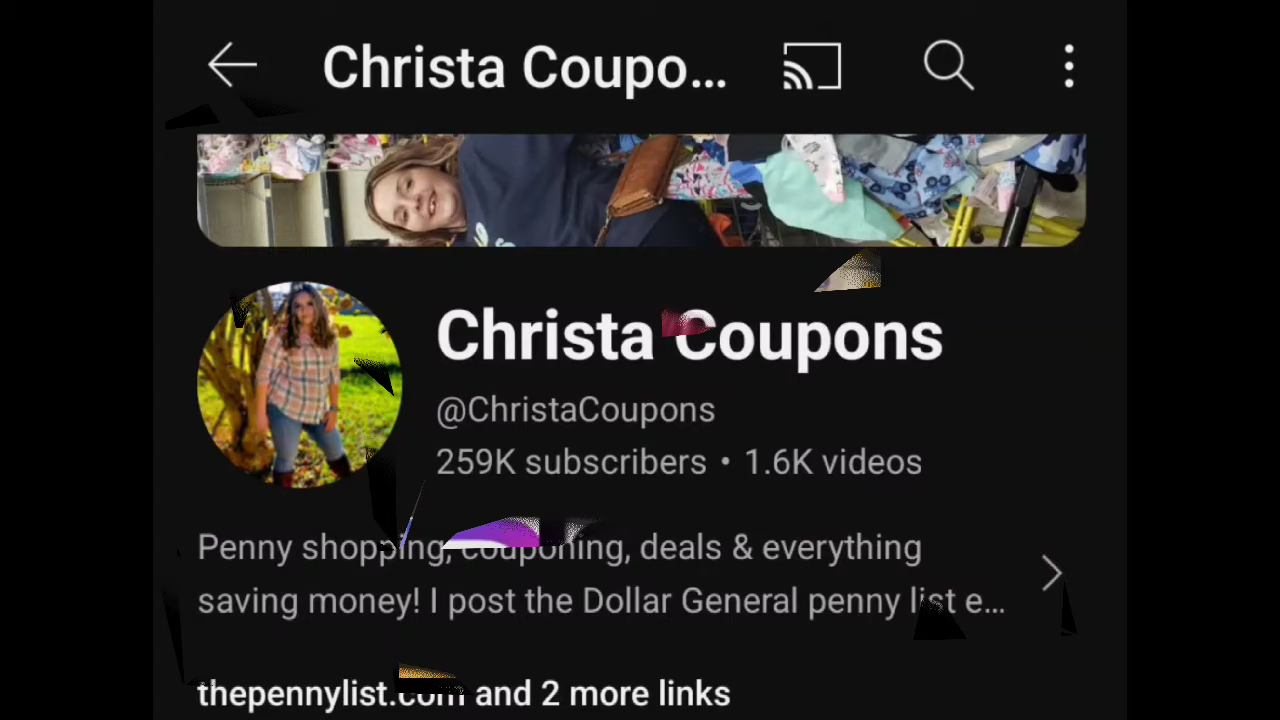 Christa Coupo...
Christa Coupons
@ChristaCoupons
259K subscribers • 1.6K videos
Penny shopping, couponing, deals & everything
saving money! I post the Dollar General penny list e...
thepennylist.com and 2 more links